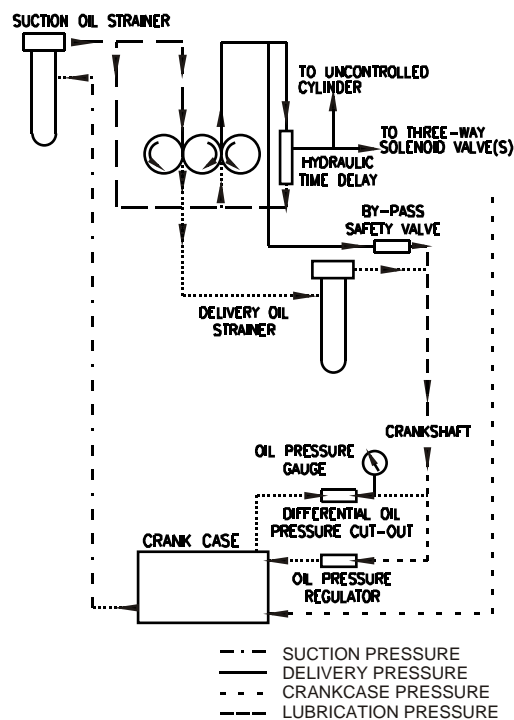 SUCTION OIL STRAINER
TO UNCONTROLLED
CYLINDER
TO THREE-WAY
SOLENOID VALVE(S)
HYDRAULIC
TIME DELAY
BY-PASS
SAFETY VALVE
DELIVERY OIL
STRAINER
CRANKSHAFT
OIL PRESSURE
GAUGE
DIFFERENTIAL OIL
PRESSURE CUT-OUT
CRANK CASE
OIL PRESSURE
REGULATOR
SUCTION PRESSURE
DELIVERY PRESSURE
CRANKCASE PRESSURE
LUBRICATION PRESSURE